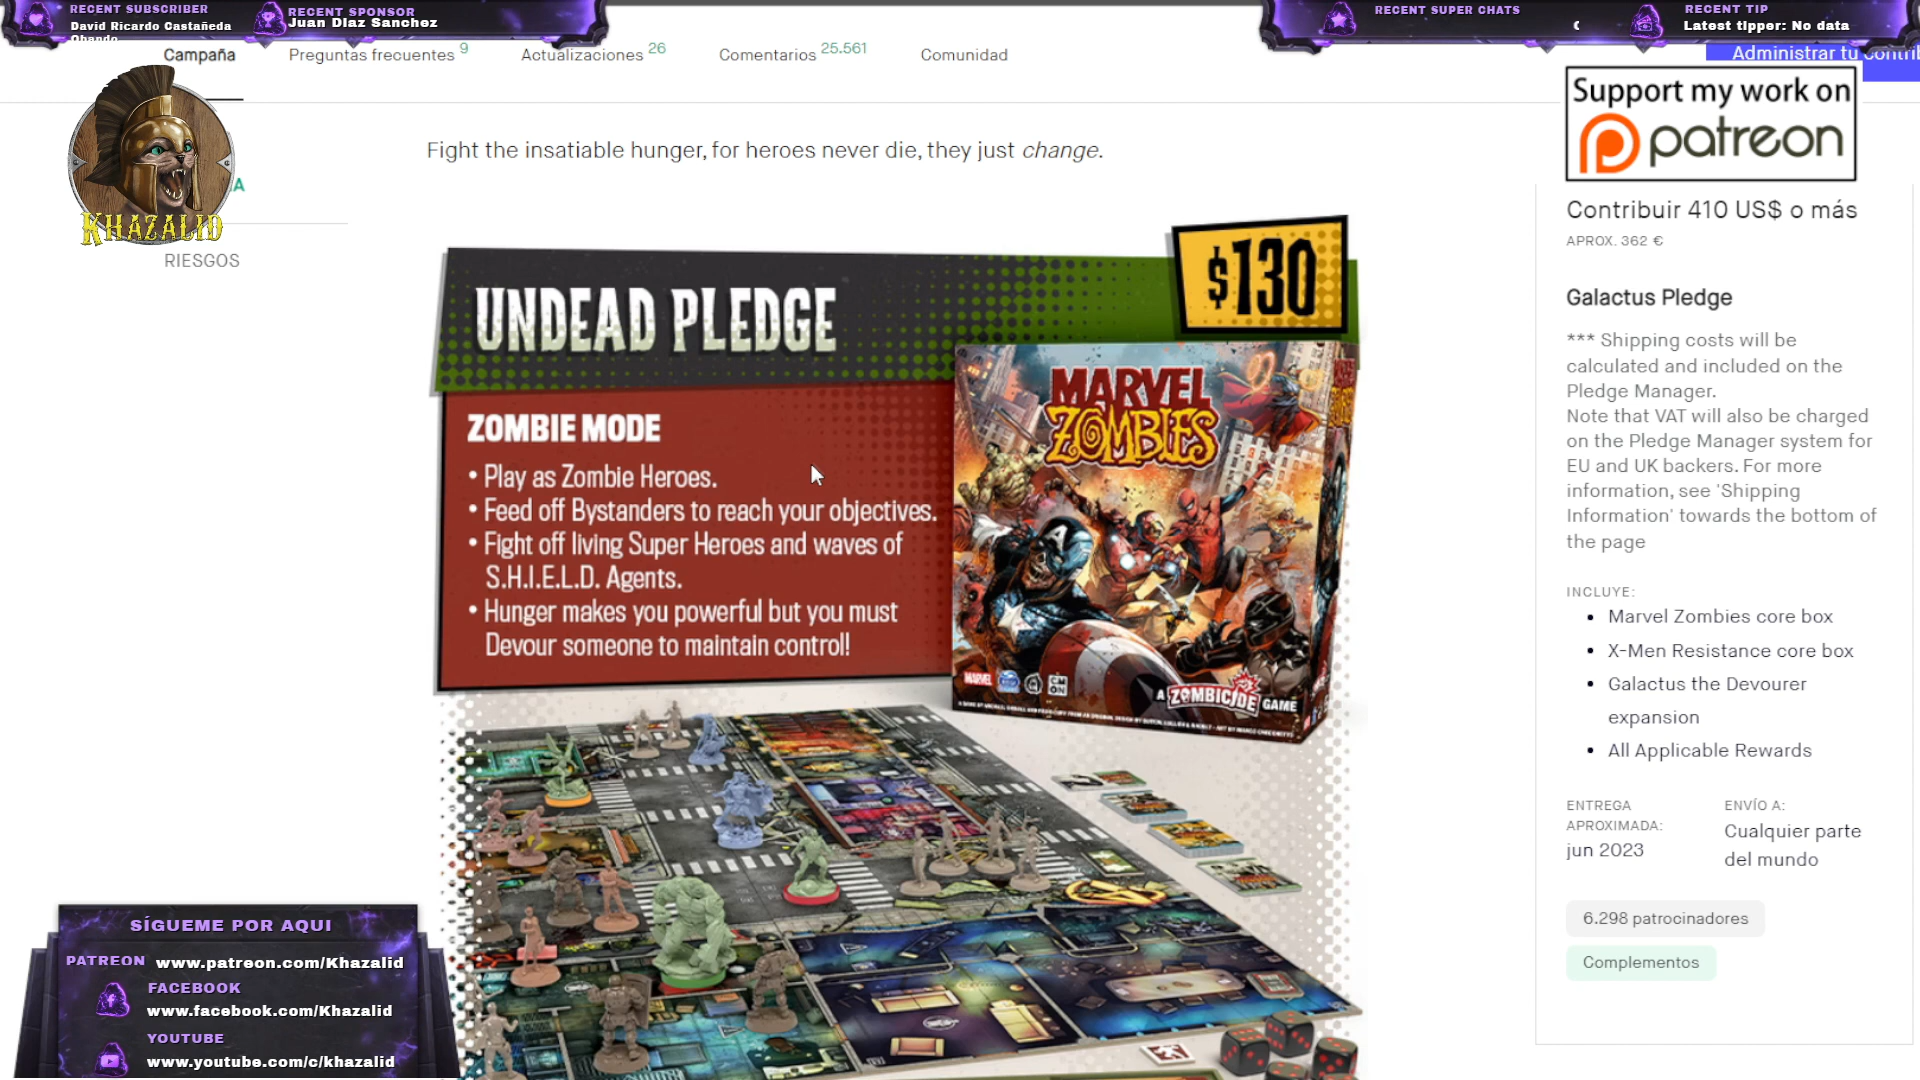 RECENT SUBSCRIBER
David Ricardo Castañeda
Obando
RECENT SPONSOR
Juan Diaz Sanchez
RECENT SUPER CHATS
RECENT TIP
Latest tipper: No data
Campaña
Preguntas frecuentes 9
Actualizaciones 26
Comentarios 25.561
Comunidad
Administrar tu contrib
Support my work on
patreon
Fight the insatiable hunger, for heroes never die, they just change.
KHAZALID
A
RIESGOS
UNDEAD PLEDGE
$130
ZOMBIE MODE
• Play as Zombie Heroes.
• Feed off Bystanders to reach your objectives.
• Fight off living Super Heroes and waves of
S.H.I.E.L.D. Agents.
• Hunger makes you powerful but you must
Devour someone to maintain control!
MARVEL
ZOMBIES
MARVEL
CMON
A ZOMBICIDE GAME
Contribuir 410 US$ o más
APROX. 362 €
Galactus Pledge
*** Shipping costs will be
calculated and included on the
Pledge Manager.
Note that VAT will also be charged
on the Pledge Manager system for
EU and UK backers. For more
information, see 'Shipping
Information' towards the bottom of
the page
INCLUYE:
• Marvel Zombies core box
• X-Men Resistance core box
• Galactus the Devourer
expansion
• All Applicable Rewards
ENTREGA
APROXIMADA:
jun 2023
ENVÍO A:
Cualquier parte
del mundo
6.298 patrocinadores
Complementos
SÍGUEME POR AQUI
PATREON www.patreon.com/Khazalid
FACEBOOK
www.facebook.com/Khazalid
YOUTUBE
www.youtube.com/c/khazalid